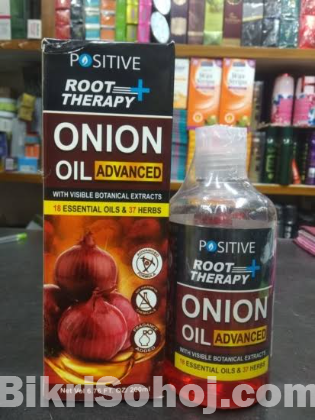 POSITIVE
ROOT
THERAPY
ONION
OIL ADVANCED
WITH VISIBLE BOTANICAL EXTRACTS
18 ESSENTIAL OILS & 37 HERBS
POSITIVE
ROOT
THERAPY
ONION
OIL ADVANCED
WITH VISIBLE BOTANICAL EXTRACTS
18 ESSENTIAL OILS & 37 HERBS
BikriSohoj.com